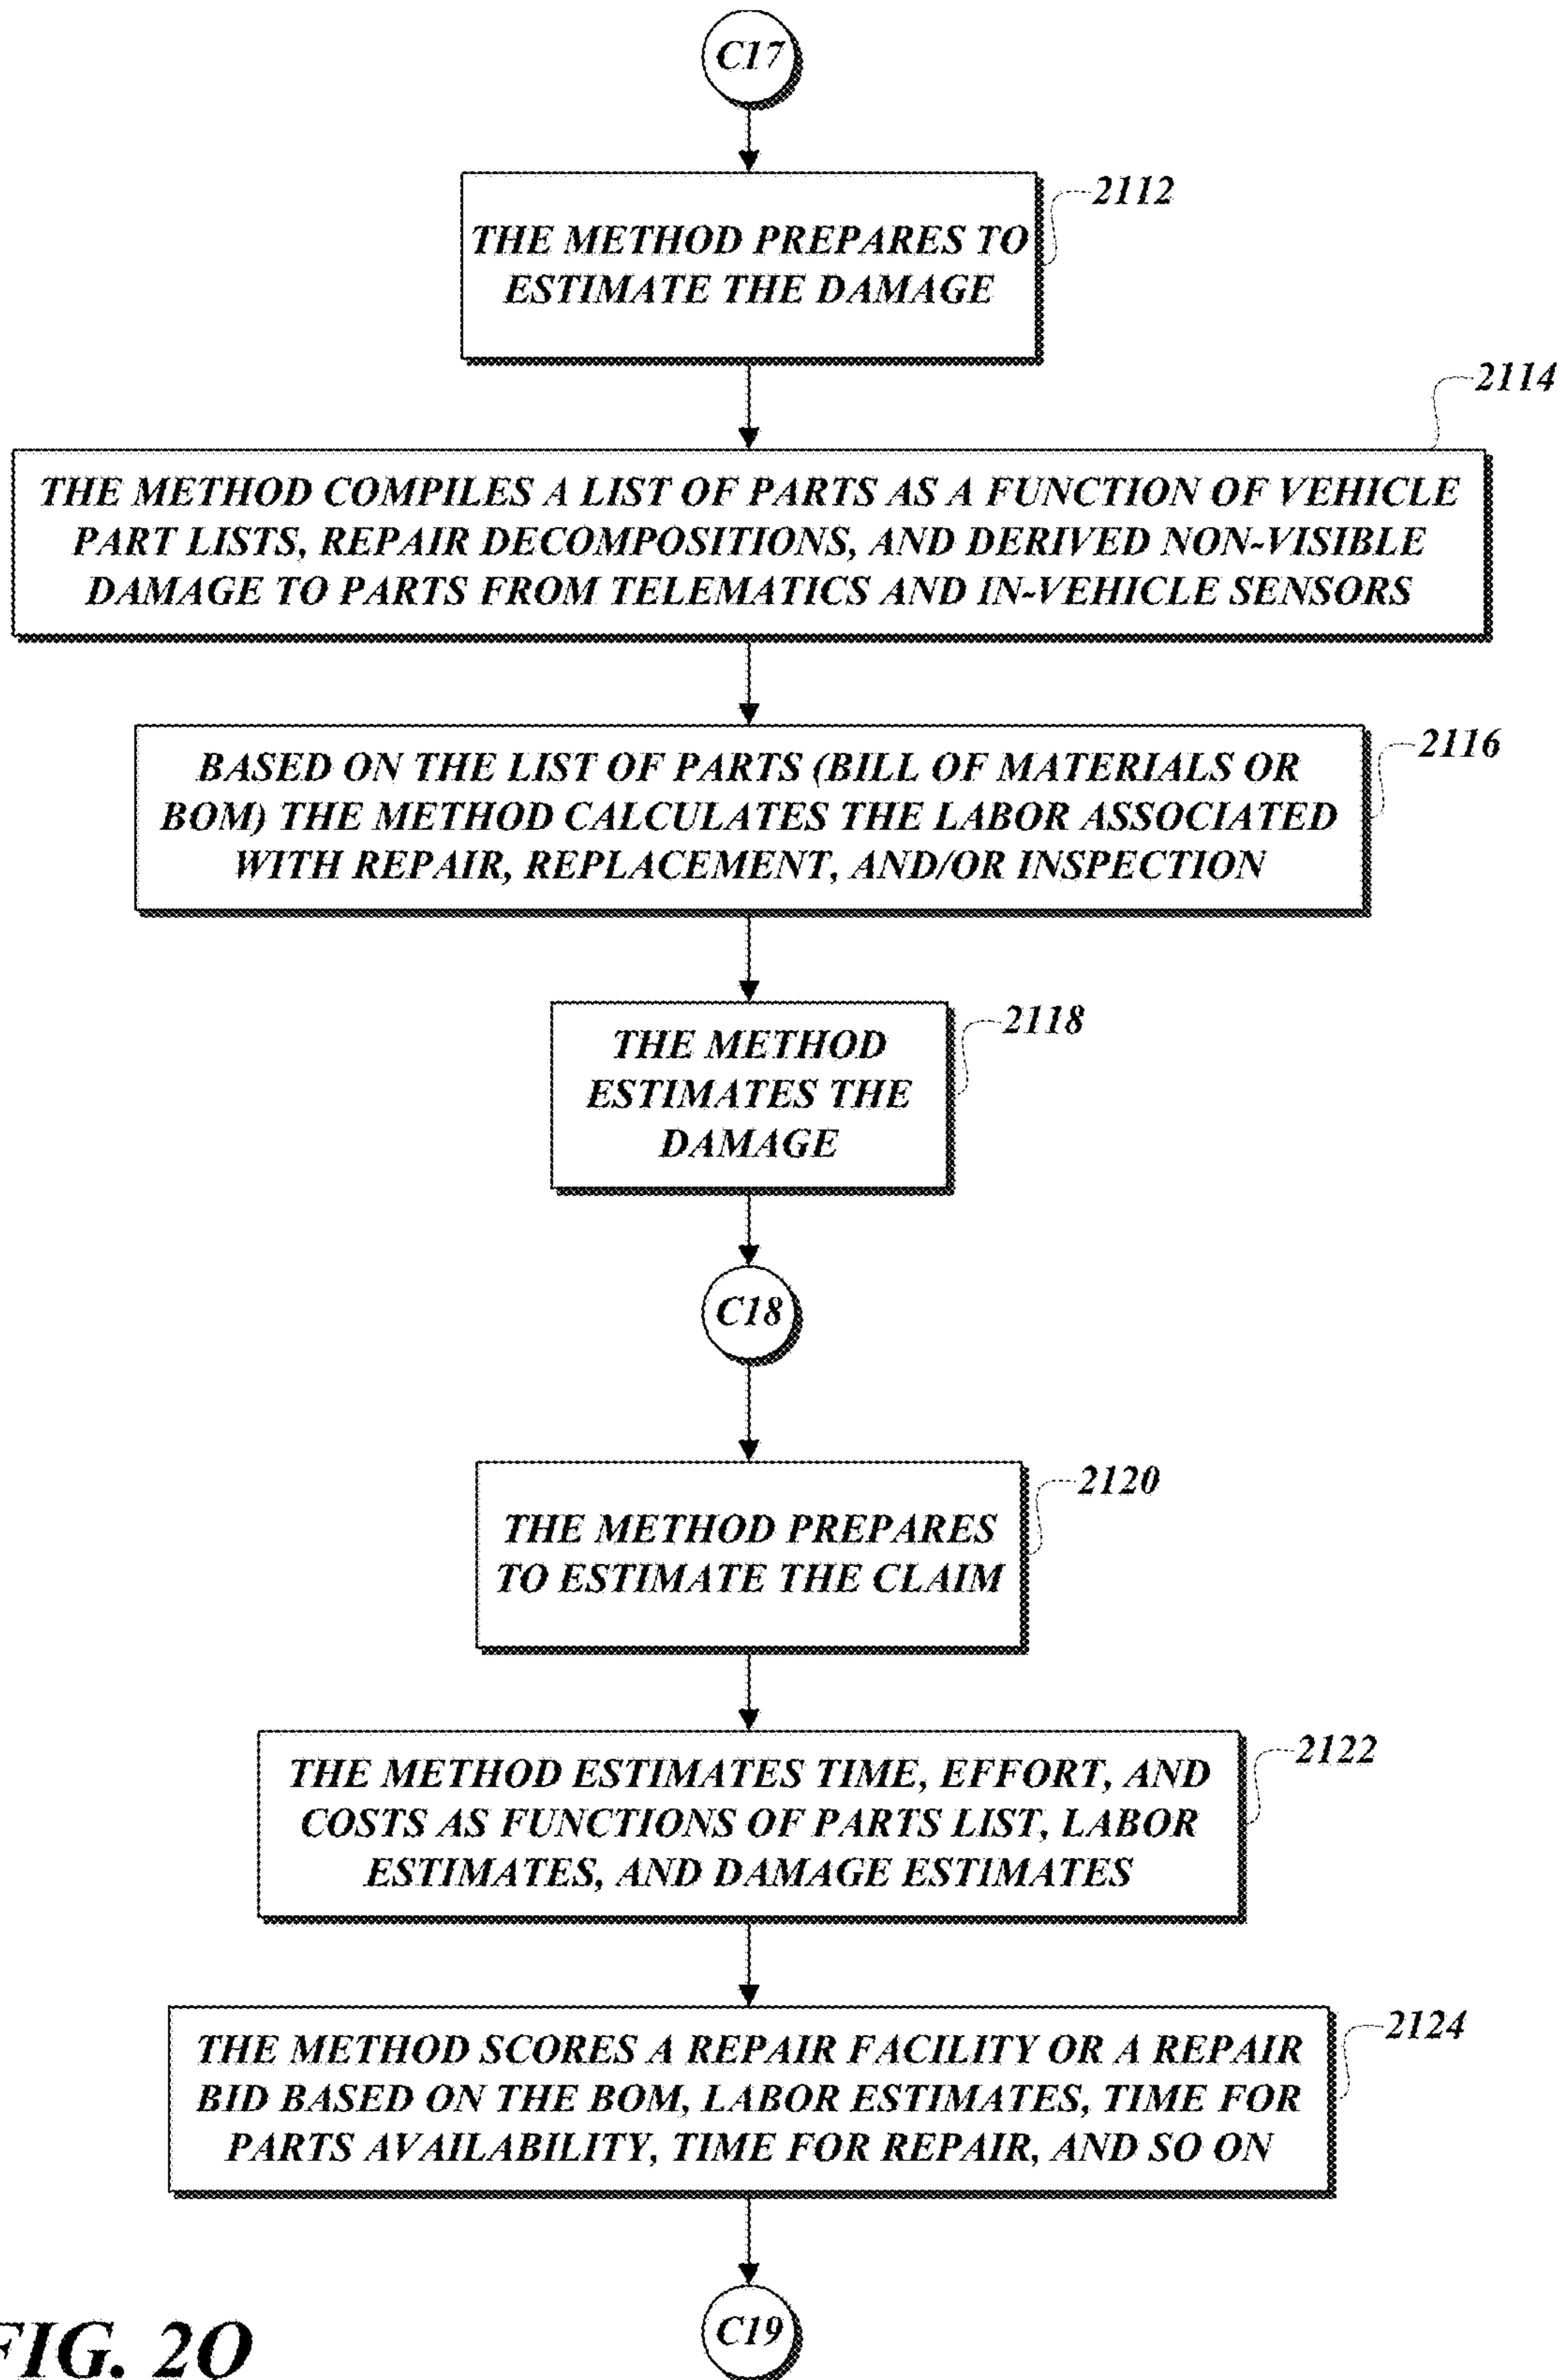 C17
2112
THE METHOD PREPARES TO
ESTIMATE THE DAMAGE
2114
THE METHOD COMPILES A LIST OF PARTS AS A FUNCTION OF VEHICLE
PART LISTS, REPAIR DECOMPOSITIONS, AND DERIVED NON-VISIBLE
DAMAGE TO PARTS FROM TELEMATICS AND IN-VEHICLE SENSORS
2116
BASED ON THE LIST OF PARTS (BILL OF MATERIALS OR
BOM) THE METHOD CALCULATES THE LABOR ASSOCIATED
WITH REPAIR, REPLACEMENT, AND/OR INSPECTION
2118
THE METHOD
ESTIMATES THE
DAMAGE
C18
2120
THE METHOD PREPARES
TO ESTIMATE THE CLAIM
2122
THE METHOD ESTIMATES TIME, EFFORT, AND
COSTS AS FUNCTIONS OF PARTS LIST, LABOR
ESTIMATES, AND DAMAGE ESTIMATES
2124
THE METHOD SCORES A REPAIR FACILITY OR A REPAIR
BID BASED ON THE BOM, LABOR ESTIMATES, TIME FOR
PARTS AVAILABILITY, TIME FOR REPAIR, AND SO ON
C19
FIG. 2O